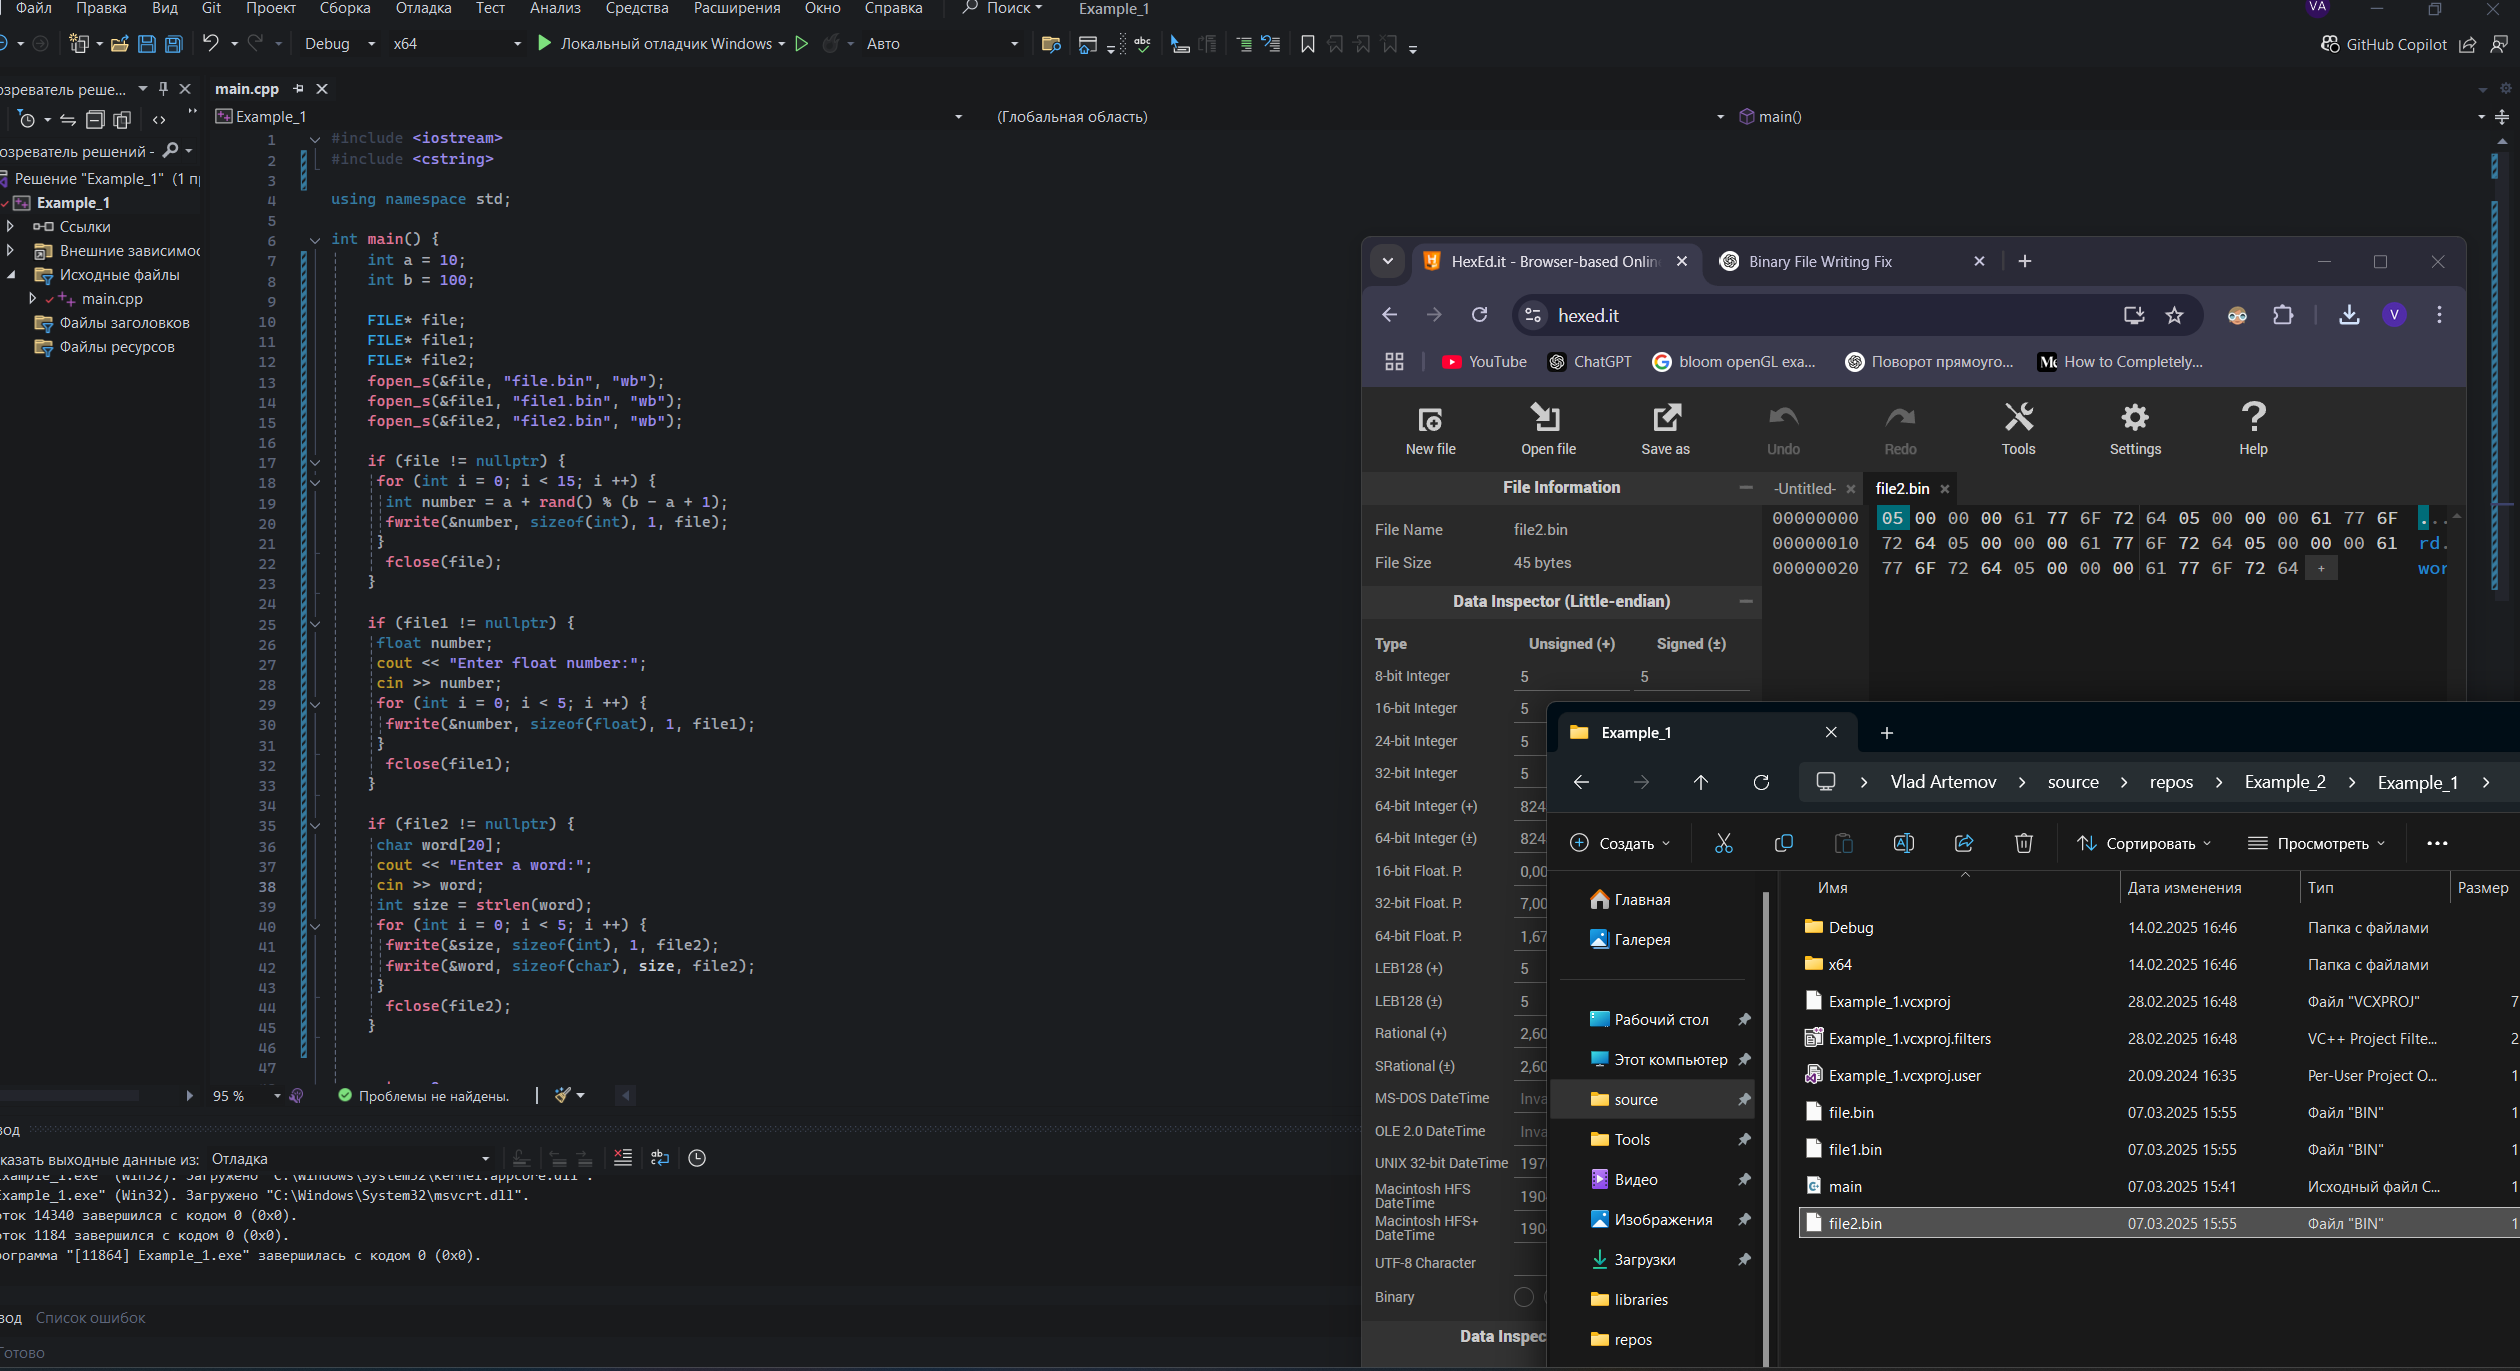 Файл Правка Вид Git Проект Сборка Отладка Тест Анализ Средства Расширения Окно Справка Поиск Example_1 VA
Debug x64 Локальный отладчик Windows Авто GitHub Copilot
озреватель реше...
озреватель решений -
Решение "Example_1" (1 п
Example_1
Ссылки
Внешние зависимос
Исходные файлы
main.cpp
Файлы заголовков
Файлы ресурсов
main.cpp
Example_1 (Глобальная область) main()
1 #include <iostream>
2 #include <cstring>
3
4 using namespace std;
5
6 int main() {
7 int a = 10;
8 int b = 100;
9
10 FILE* file;
11 FILE* file1;
12 FILE* file2;
13 fopen_s(&file, "file.bin", "wb");
14 fopen_s(&file1, "file1.bin", "wb");
15 fopen_s(&file2, "file2.bin", "wb");
16
17 if (file != nullptr) {
18 for (int i = 0; i < 15; i ++) {
19 int number = a + rand() % (b - a + 1);
20 fwrite(&number, sizeof(int), 1, file);
21 }
22 fclose(file);
23 }
24
25 if (file1 != nullptr) {
26 float number;
27 cout << "Enter float number:";
28 cin >> number;
29 for (int i = 0; i < 5; i ++) {
30 fwrite(&number, sizeof(float), 1, file1);
31 }
32 fclose(file1);
33 }
34
35 if (file2 != nullptr) {
36 char word[20];
37 cout << "Enter a word:";
38 cin >> word;
39 int size = strlen(word);
40 for (int i = 0; i < 5; i ++) {
41 fwrite(&size, sizeof(int), 1, file2);
42 fwrite(&word, sizeof(char), size, file2);
43 }
44 fclose(file2);
45 }
46
47
95 % Проблемы не найдены.
вод
казать выходные данные из: Отладка
xample_1.exe" (Win32). Загружено "C:\Windows\System32\kernel.appcore.dll".
xample_1.exe" (Win32). Загружено "C:\Windows\System32\msvcrt.dll".
оток 14340 завершился с кодом 0 (0x0).
оток 1184 завершился с кодом 0 (0x0).
ограмма "[11864] Example_1.exe" завершилась с кодом 0 (0x0).
вод Список ошибок
Готово
HexEd.it - Browser-based Onlin Binary File Writing Fix
hexed.it V
YouTube ChatGPT bloom openGL exa... Поворот прямоуго... How to Completely...
New file Open file Save as Undo Redo Tools Settings Help
File Information
File Name file2.bin
File Size 45 bytes
Data Inspector (Little-endian)
Type Unsigned (+) Signed (±)
8-bit Integer 5 5
16-bit Integer 5
24-bit Integer 5
32-bit Integer 5
64-bit Integer (+) 824
64-bit Integer (±) 824
16-bit Float. P. 0,00
32-bit Float. P. 7,00
64-bit Float. P. 1,67
LEB128 (+) 5
LEB128 (±) 5
Rational (+) 2,60
SRational (±) 2,60
MS-DOS DateTime Inva
OLE 2.0 DateTime Inva
UNIX 32-bit DateTime 197
Macintosh HFS DateTime 190
Macintosh HFS+ DateTime 190
UTF-8 Character
Binary
Data Inspec
-Untitled- file2.bin
00000000 05 00 00 00 61 77 6F 72 64 05 00 00 00 61 77 6F ...
00000010 72 64 05 00 00 00 61 77 6F 72 64 05 00 00 00 61 rd.
00000020 77 6F 72 64 05 00 00 00 61 77 6F 72 64 + wor
Example_1
Vlad Artemov source repos Example_2 Example_1
Создать Сортировать Просмотреть
Главная
Галерея
Рабочий стол
Этот компьютер
source
Tools
Видео
Изображения
Загрузки
libraries
repos
Имя Дата изменения Тип Размер
Debug 14.02.2025 16:46 Папка с файлами
x64 14.02.2025 16:46 Папка с файлами
Example_1.vcxproj 28.02.2025 16:48 Файл "VCXPROJ" 7
Example_1.vcxproj.filters 28.02.2025 16:48 VC++ Project Filte... 2
Example_1.vcxproj.user 20.09.2024 16:35 Per-User Project O... 1
file.bin 07.03.2025 15:55 Файл "BIN" 1
file1.bin 07.03.2025 15:55 Файл "BIN" 1
main 07.03.2025 15:41 Исходный файл C... 1
file2.bin 07.03.2025 15:55 Файл "BIN" 1